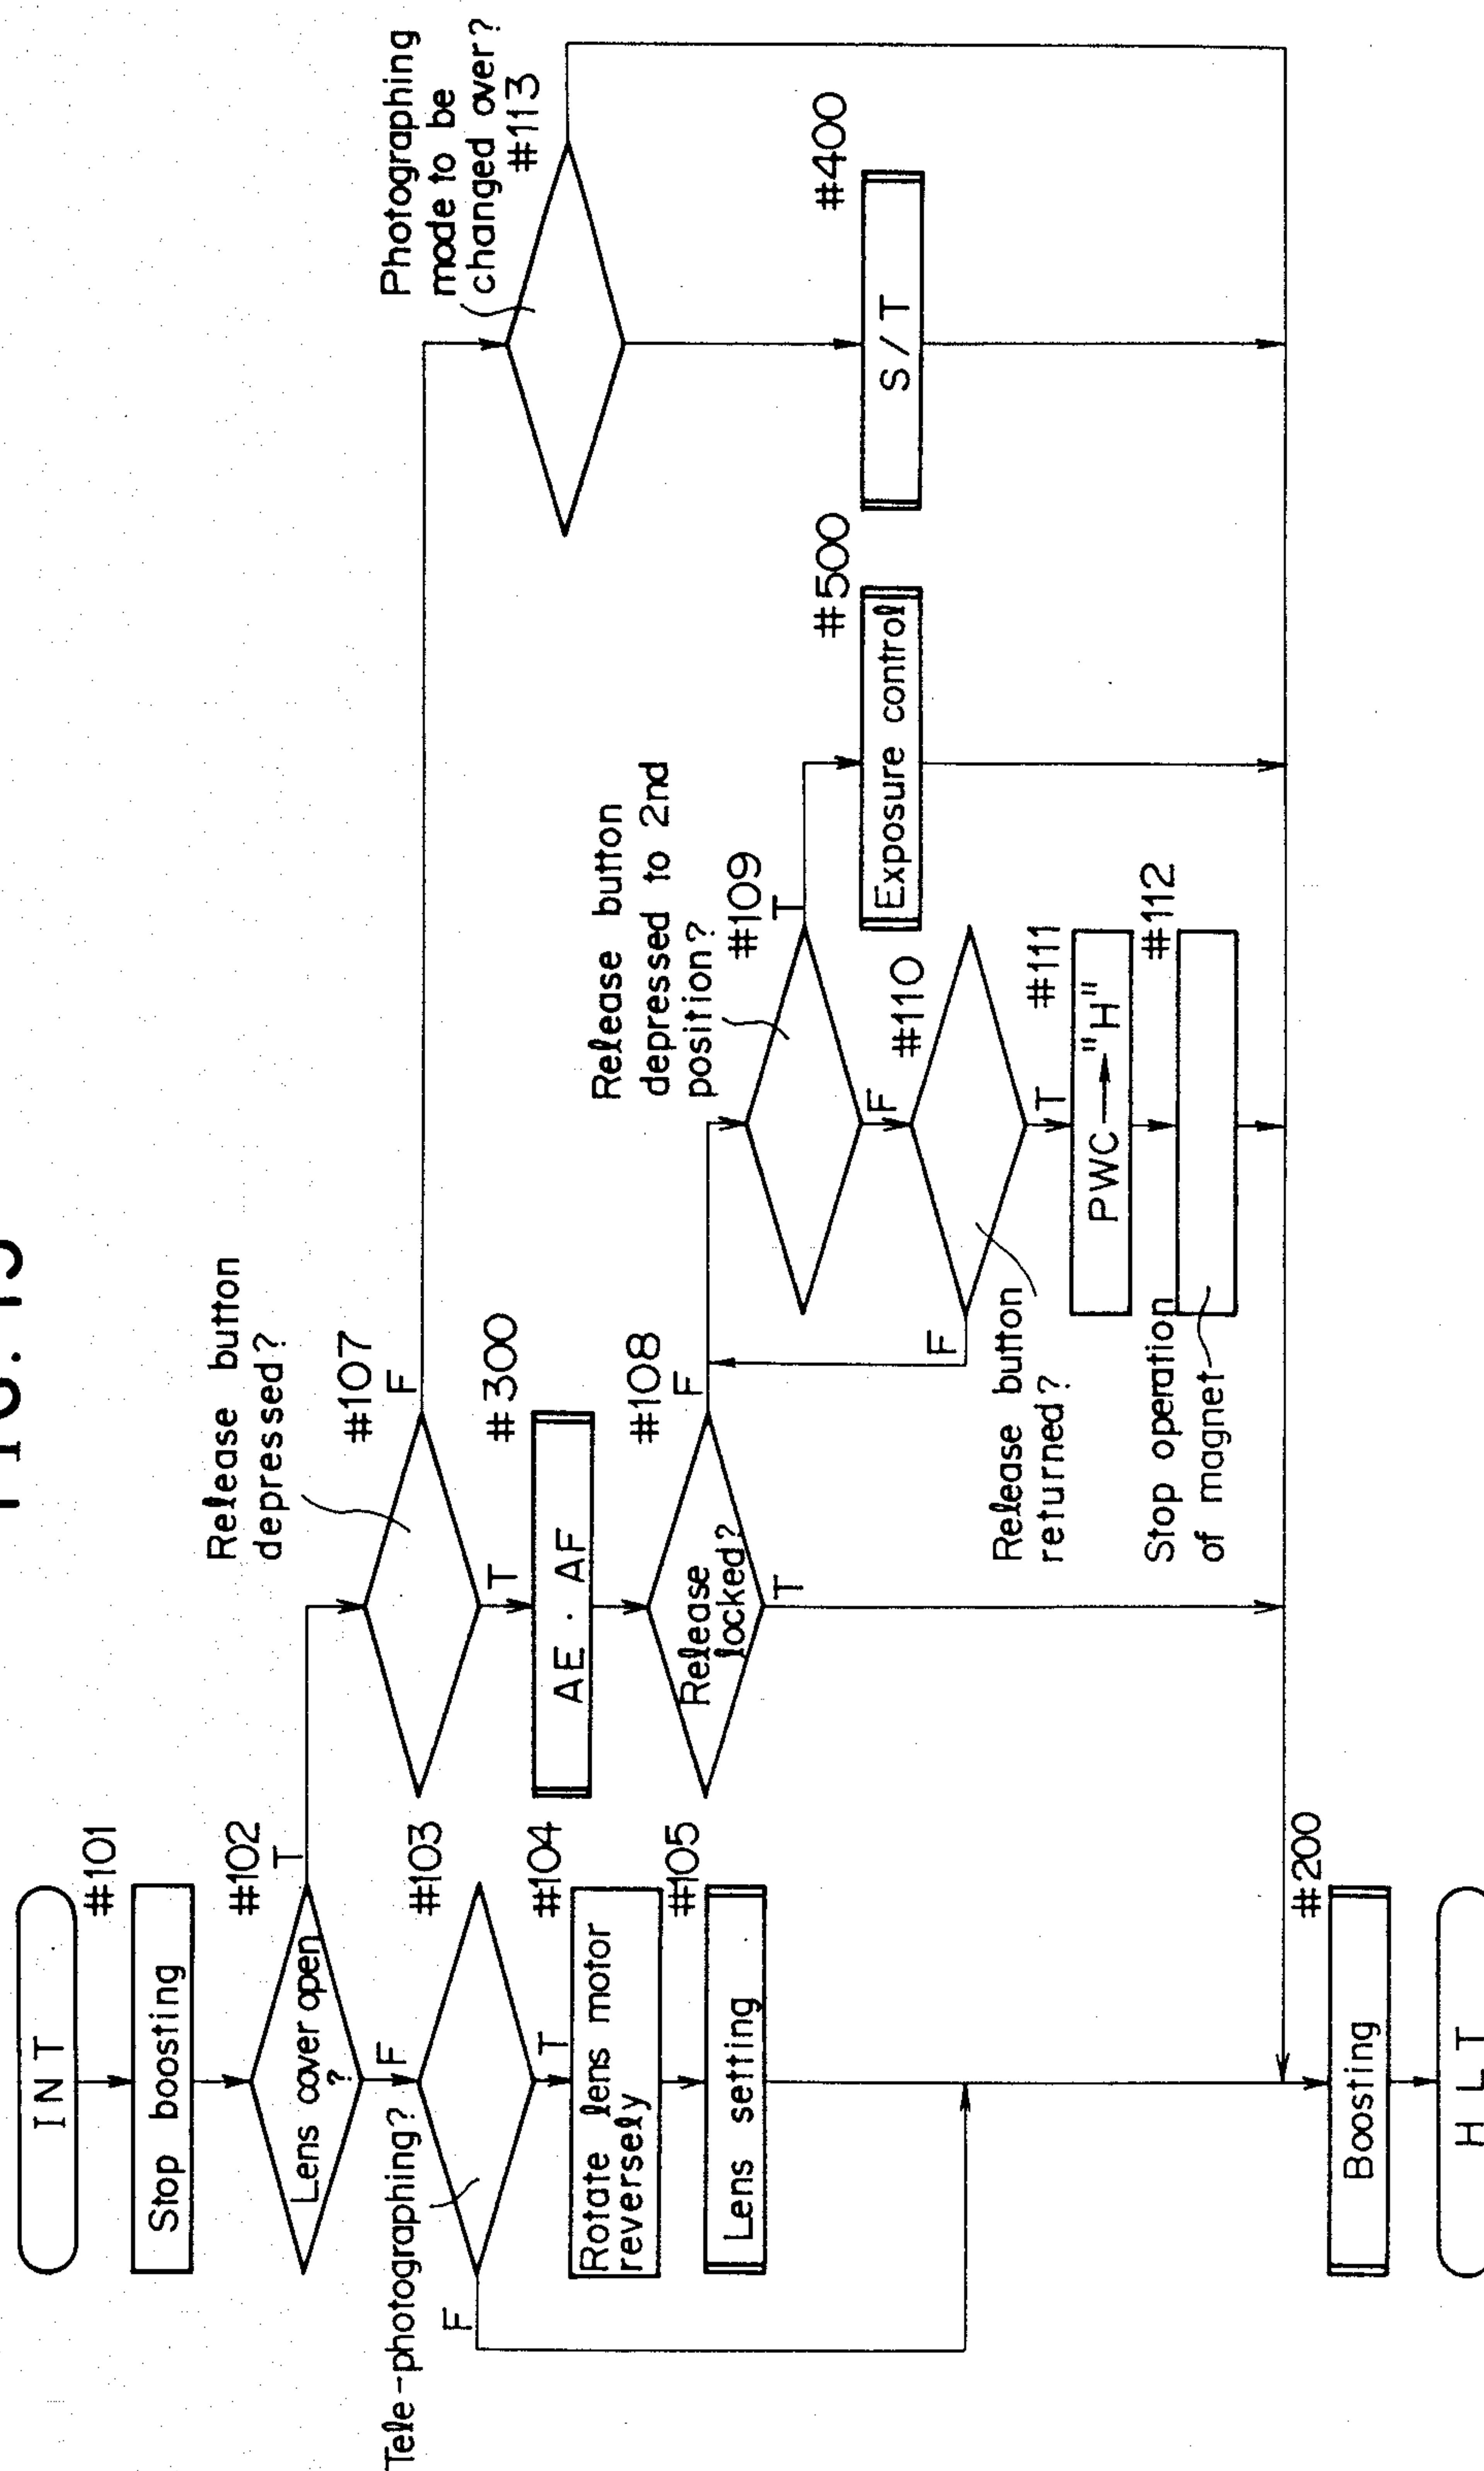 INT
#101
Stop boosting
#102
Lens cover open
?
T
F
Tele-photographing?
#103
F
T
#104
Rotate lens motor
reversely
#105
Lens setting
Release button
depressed?
#107
F
T
#300
AE · AF
#108
Release
locked?
F
T
Release button
depressed to 2nd
position?
#109
T
F
#110
Release button
returned?
F
T
#111
PWC → "H"
#112
Stop operation
of magnet
#500
Exposure control
Photographing
mode to be
changed over?
#113
#400
S/T
#200
Boosting
HLT